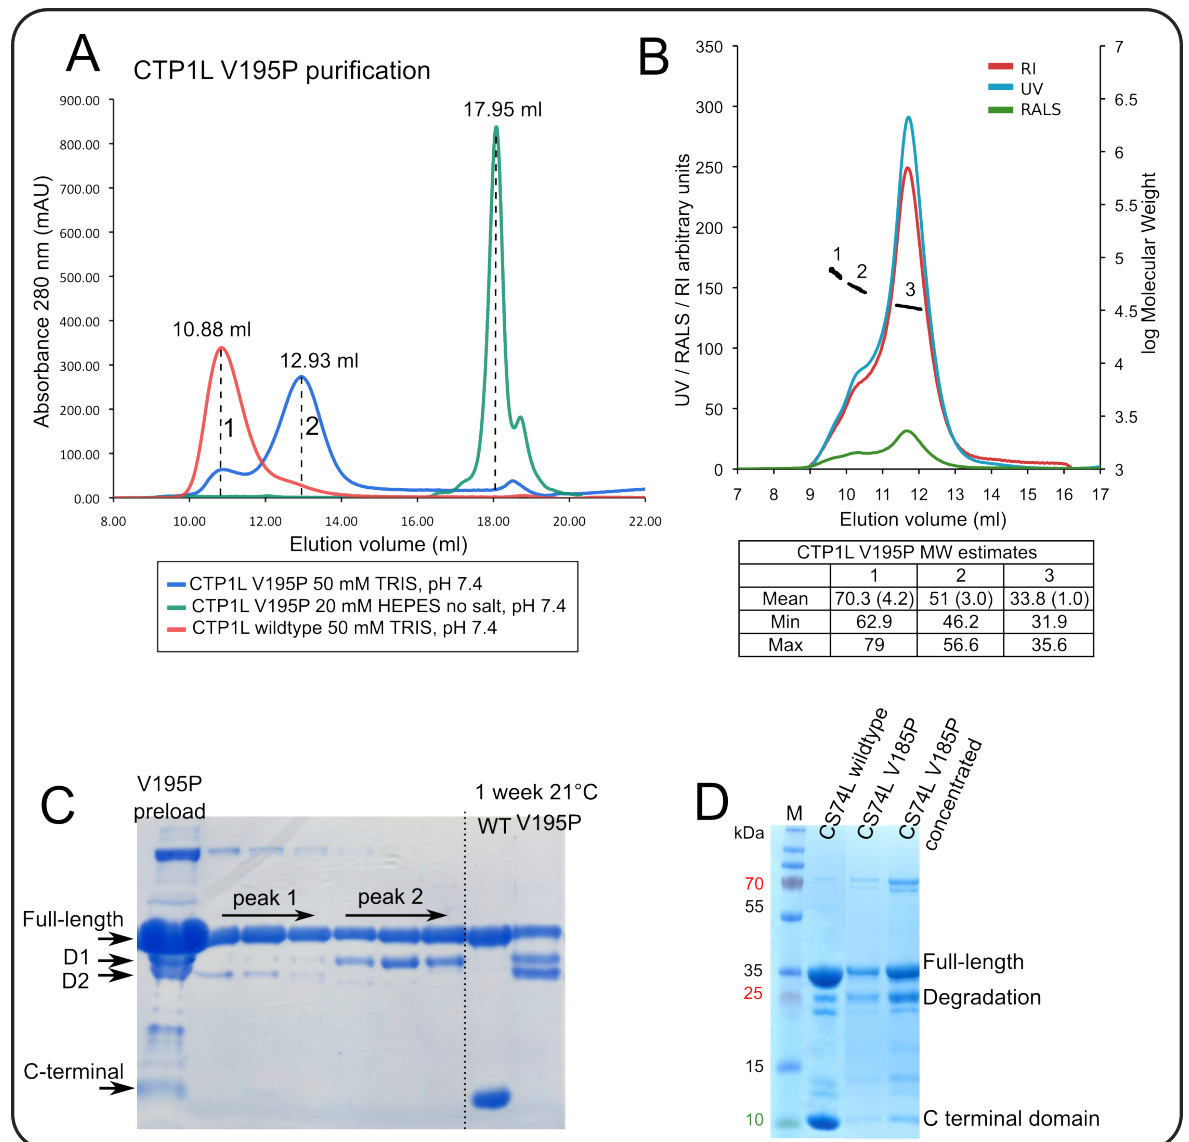 A
CTP1L V195P purification
Absorbance 280 nm (mAU)
900.00
800.00
700.00
600.00
500.00
400.00
300.00
200.00
100.00
0.00
17.95 ml
10.88 ml
12.93 ml
1
2
8.00 10.00 12.00 14.00 16.00 18.00 20.00 22.00
Elution volume (ml)
CTP1L V195P 50 mM TRIS, pH 7.4
CTP1L V195P 20 mM HEPES no salt, pH 7.4
CTP1L wildtype 50 mM TRIS, pH 7.4
B
UV / RALS / RI arbitrary units
350
300
250
200
150
100
50
0
RI
UV
RALS
1
2
3
7
6.5
6
5.5
5
4.5
4
3.5
3
log Molecular Weight
7 8 9 10 11 12 13 14 15 16 17
Elution volume (ml)
CTP1L V195P MW estimates
1 2 3
Mean 70.3 (4.2) 51 (3.0) 33.8 (1.0)
Min 62.9 46.2 31.9
Max 79 56.6 35.6
C
V195P
preload
1 week 21°C
WT V195P
peak 1
peak 2
Full-length
D1
D2
C-terminal
D
kDa
M
CS74L wildtype
CS74L V185P
CS74L V185P
concentrated
70
55
35
25
15
10
Full-length
Degradation
C terminal domain